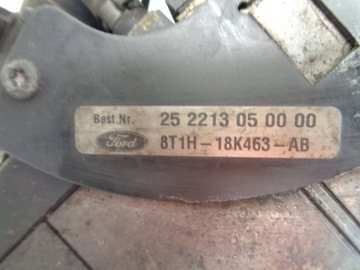 Best.Nr. 25 2213 05 00 00
Ford 8T1H-18K463-AB